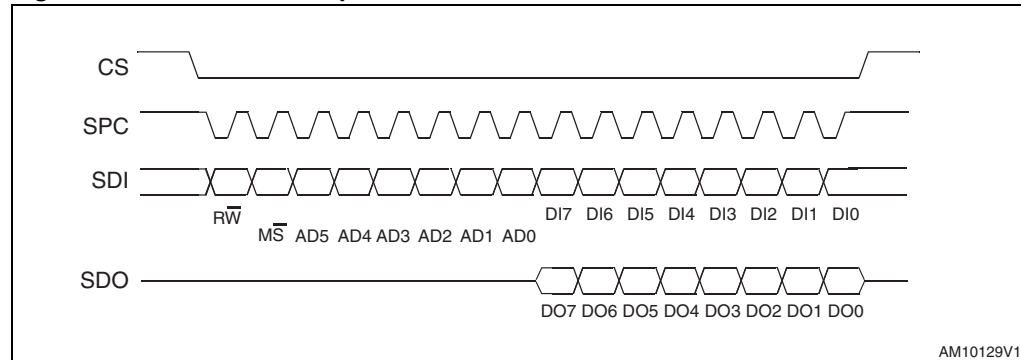 CS
SPC
SDI
RW̅ DI7 DI6 DI5 DI4 DI3 DI2 DI1 DI0
MS̅ AD5 AD4 AD3 AD2 AD1 AD0
SDO
DO7 DO6 DO5 DO4 DO3 DO2 DO1 DO0
AM10129V1